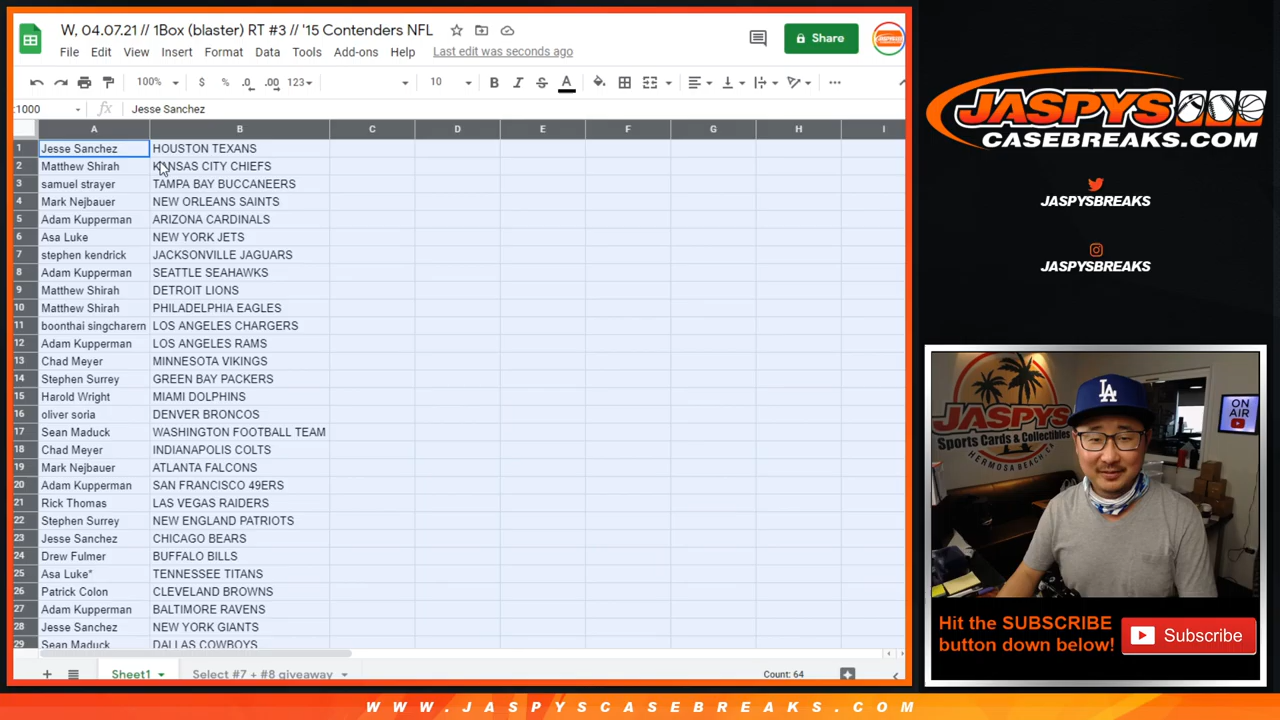 W, 04.07.21 // 1Box (blaster) RT #3 // '15 Contenders NFL
File Edit View Insert Format Data Tools Add-ons Help Last edit was seconds ago
Share
100% $ % .0 .00 123 10 B I S A
:1000 fx Jesse Sanchez
A B C D E F G H I
1 Jesse Sanchez HOUSTON TEXANS
2 Matthew Shirah KANSAS CITY CHIEFS
3 samuel strayer TAMPA BAY BUCCANEERS
4 Mark Nejbauer NEW ORLEANS SAINTS
5 Adam Kupperman ARIZONA CARDINALS
6 Asa Luke NEW YORK JETS
7 stephen kendrick JACKSONVILLE JAGUARS
8 Adam Kupperman SEATTLE SEAHAWKS
9 Matthew Shirah DETROIT LIONS
10 Matthew Shirah PHILADELPHIA EAGLES
11 boonthai singcharern LOS ANGELES CHARGERS
12 Adam Kupperman LOS ANGELES RAMS
13 Chad Meyer MINNESOTA VIKINGS
14 Stephen Surrey GREEN BAY PACKERS
15 Harold Wright MIAMI DOLPHINS
16 oliver soria DENVER BRONCOS
17 Sean Maduck WASHINGTON FOOTBALL TEAM
18 Chad Meyer INDIANAPOLIS COLTS
19 Mark Nejbauer ATLANTA FALCONS
20 Adam Kupperman SAN FRANCISCO 49ERS
21 Rick Thomas LAS VEGAS RAIDERS
22 Stephen Surrey NEW ENGLAND PATRIOTS
23 Jesse Sanchez CHICAGO BEARS
24 Drew Fulmer BUFFALO BILLS
25 Asa Luke* TENNESSEE TITANS
26 Patrick Colon CLEVELAND BROWNS
27 Adam Kupperman BALTIMORE RAVENS
28 Jesse Sanchez NEW YORK GIANTS
29 Sean Maduck DALLAS COWBOYS
Sheet1 Select #7 + #8 giveaway Count: 64
JASPYS
CASEBREAKS.COM
JASPYSBREAKS
JASPYSBREAKS
JASPYS
Sports Cards & Collectibles
HERMOSA BEACH CA
LA
ON
AIR
Hit the SUBSCRIBE
button down below!
Subscribe
WWW.JASPYSCASEBREAKS.COM